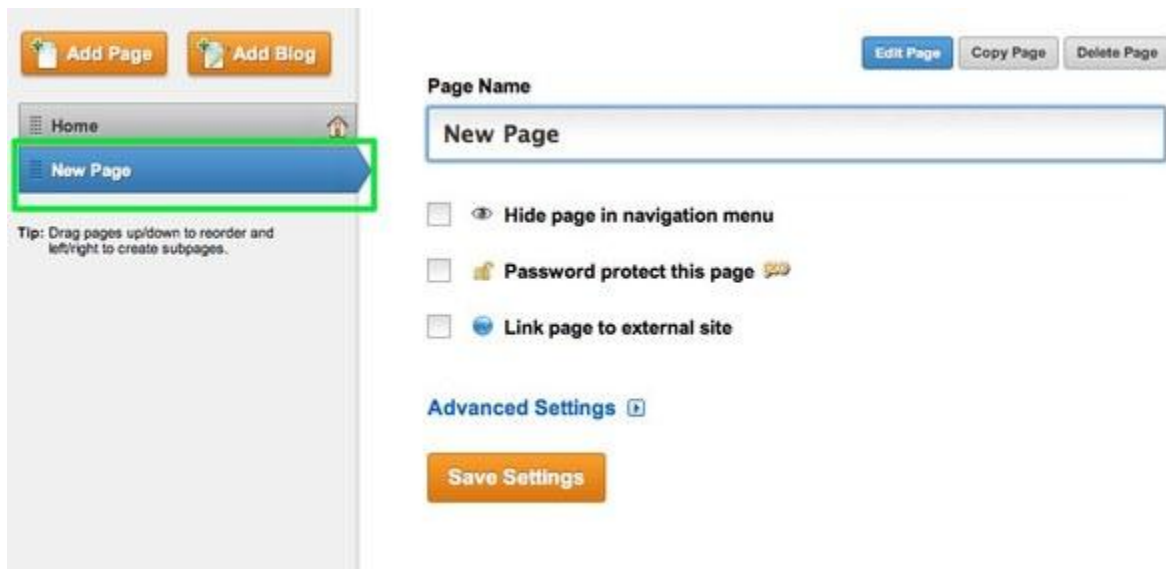 Add Page
Add Blog
Edit Page
Copy Page
Delete Page
Page Name
Home
New Page
New Page
Tip: Drag pages up/down to reorder and
left/right to create subpages.
Hide page in navigation menu
Password protect this page
Link page to external site
Advanced Settings
Save Settings